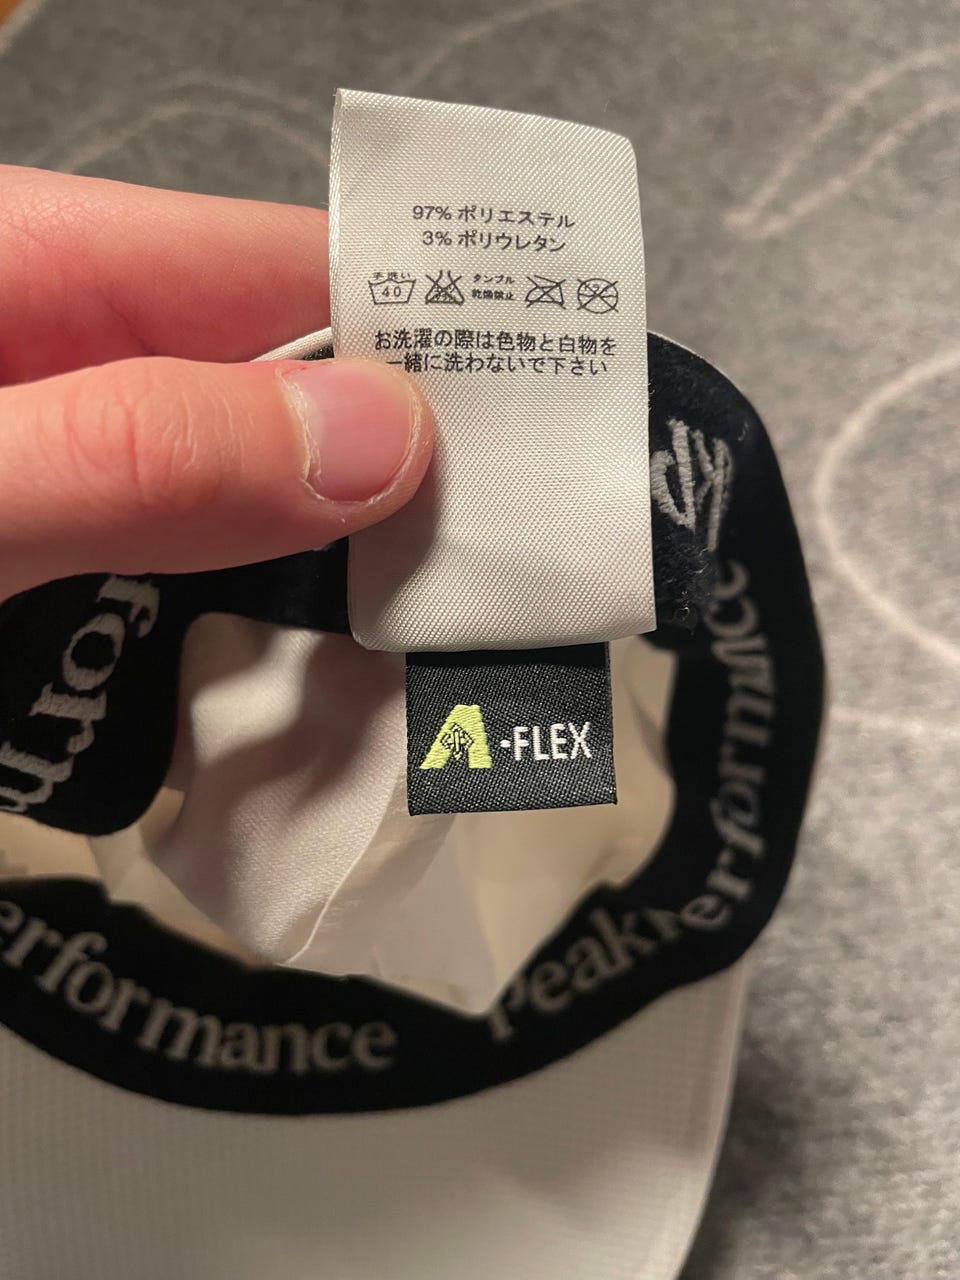 97% ポリエステル
3% ポリウレタン
手洗い
40
タンブル
乾燥禁止
お洗濯の際は色物と白物を
一緒に洗わないで下さい
A-FLEX
Performance
form
erformance
Peak Performance